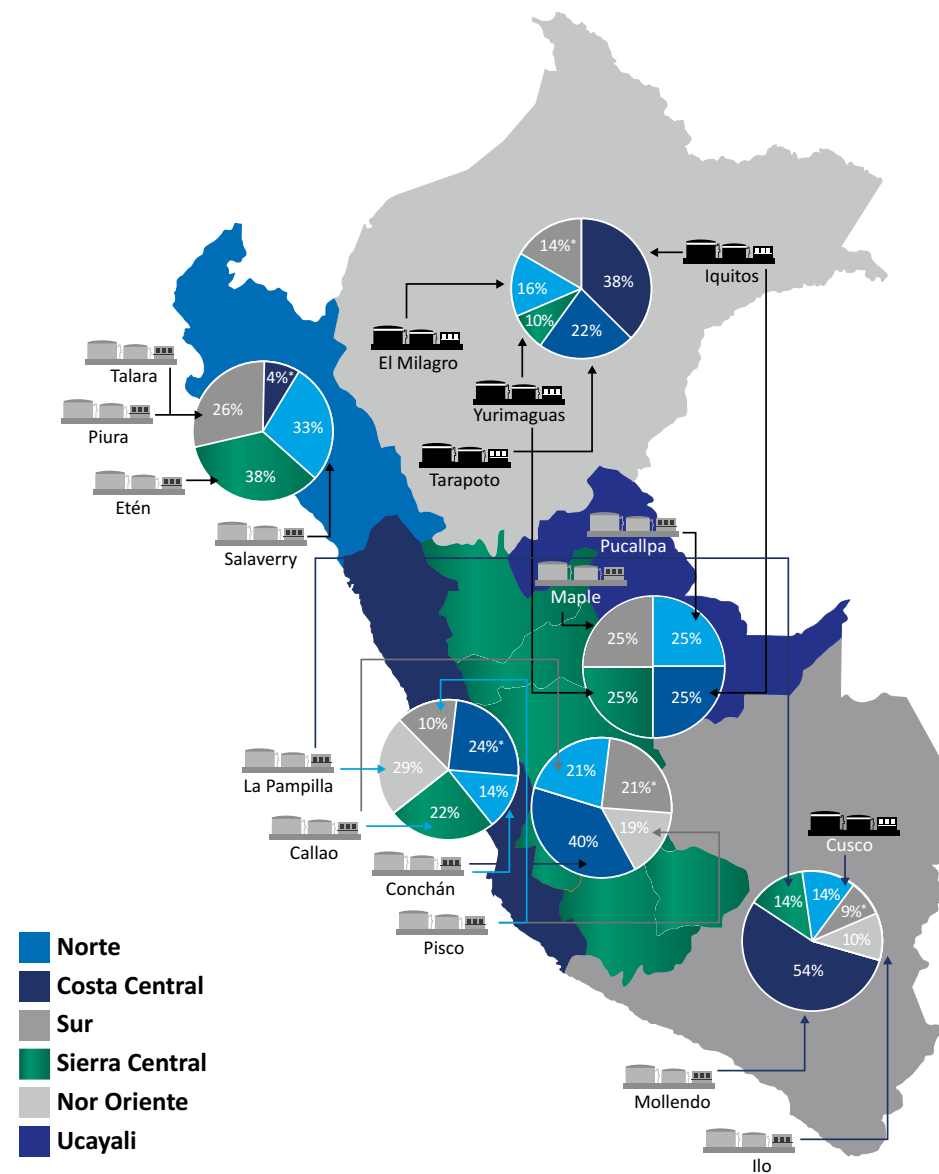 14%*
38%
16%
10%
22%
Iquitos
El Milagro
Yurimaguas
Tarapoto
Talara
Piura
Etén
Salaverry
4%*
26%
33%
38%
Pucallpa
Maple
25%
25%
25%
25%
10%
24%*
29%
14%
22%
La Pampilla
Callao
Conchán
Pisco
21%
21%*
19%
40%
Cusco
14%
14%
9%*
10%
54%
Mollendo
Ilo
Norte
Costa Central
Sur
Sierra Central
Nor Oriente
Ucayali